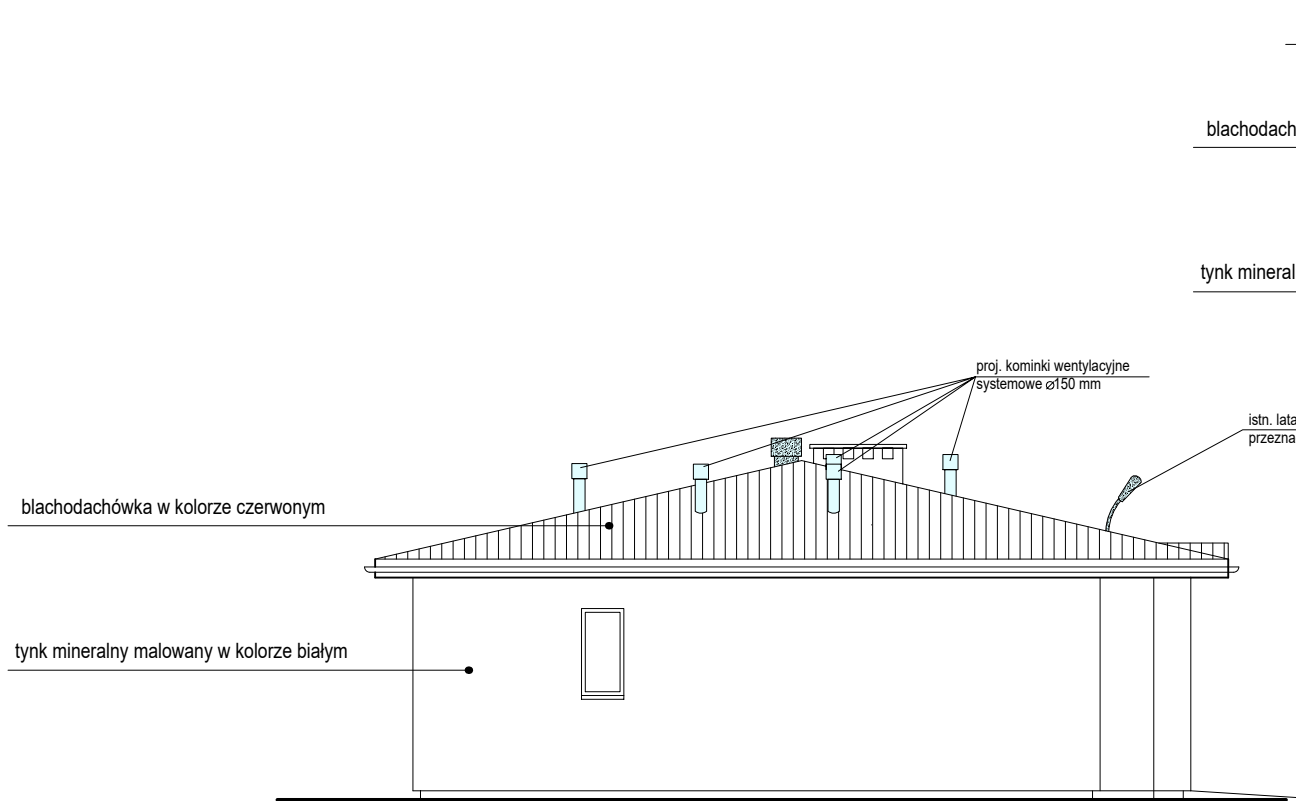 blachodach
tynk mineral
proj. kominki wentylacyjne
systemowe ⌀150 mm
istn. lata
przezna
blachodachówka w kolorze czerwonym
tynk mineralny malowany w kolorze białym